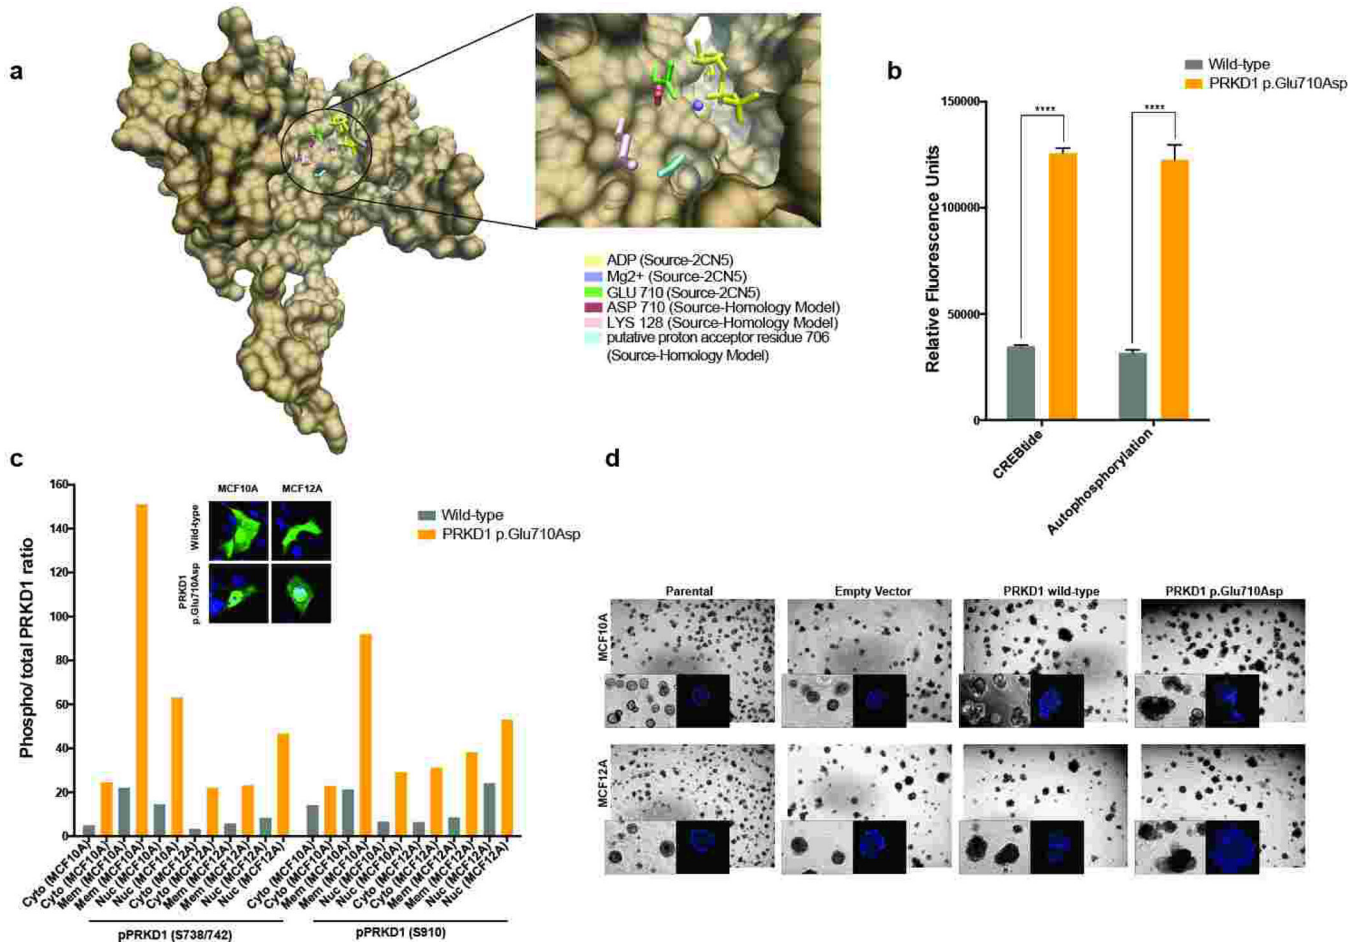 a
ADP (Source-2CN5)
Mg2+ (Source-2CN5)
GLU 710 (Source-2CN5)
ASP 710 (Source-Homology Model)
LYS 128 (Source-Homology Model)
putative proton acceptor residue 706
(Source-Homology Model)
b
Wild-type
PRKD1 p.Glu710Asp
Relative Fluorescence Units
150000
100000
50000
0
****
****
CREBtide
Autophosphorylation
c
Phospho/ total PRKD1 ratio
160
140
120
100
80
60
40
20
0
MCF10A
MCF12A
Wild-type
PRKD1
p.Glu710Asp
Wild-type
PRKD1 p.Glu710Asp
Cyto (MCF10A)
Cyto (MCF10A)
Mem (MCF10A)
Mem (MCF10A)
Nuc (MCF10A)
Nuc (MCF10A)
Cyto (MCF12A)
Cyto (MCF12A)
Mem (MCF12A)
Mem (MCF12A)
Nuc (MCF12A)
Nuc (MCF12A)
Cyto (MCF10A)
Cyto (MCF10A)
Mem (MCF10A)
Mem (MCF10A)
Nuc (MCF10A)
Nuc (MCF10A)
Cyto (MCF12A)
Cyto (MCF12A)
Mem (MCF12A)
Mem (MCF12A)
Nuc (MCF12A)
Nuc (MCF12A)
pPRKD1 (S738/742)
pPRKD1 (S910)
d
Parental
Empty Vector
PRKD1 wild-type
PRKD1 p.Glu710Asp
MCF10A
MCF12A